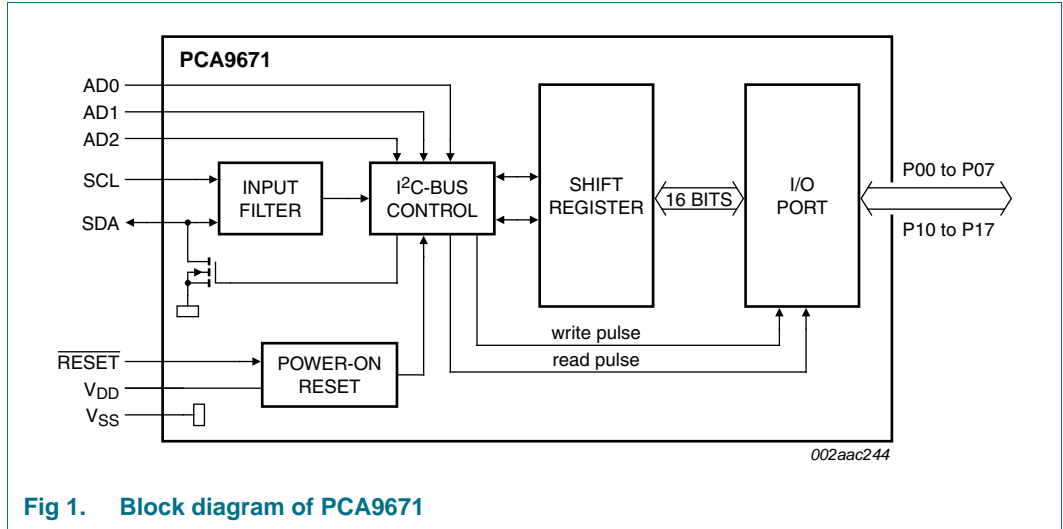 PCA9671
AD0
AD1
AD2
SCL
SDA
INPUT
FILTER
I²C-BUS
CONTROL
SHIFT
REGISTER
16 BITS
I/O
PORT
P00 to P07
P10 to P17
write pulse
read pulse
RESET
VDD
VSS
POWER-ON
RESET
002aac244
Fig 1. Block diagram of PCA9671